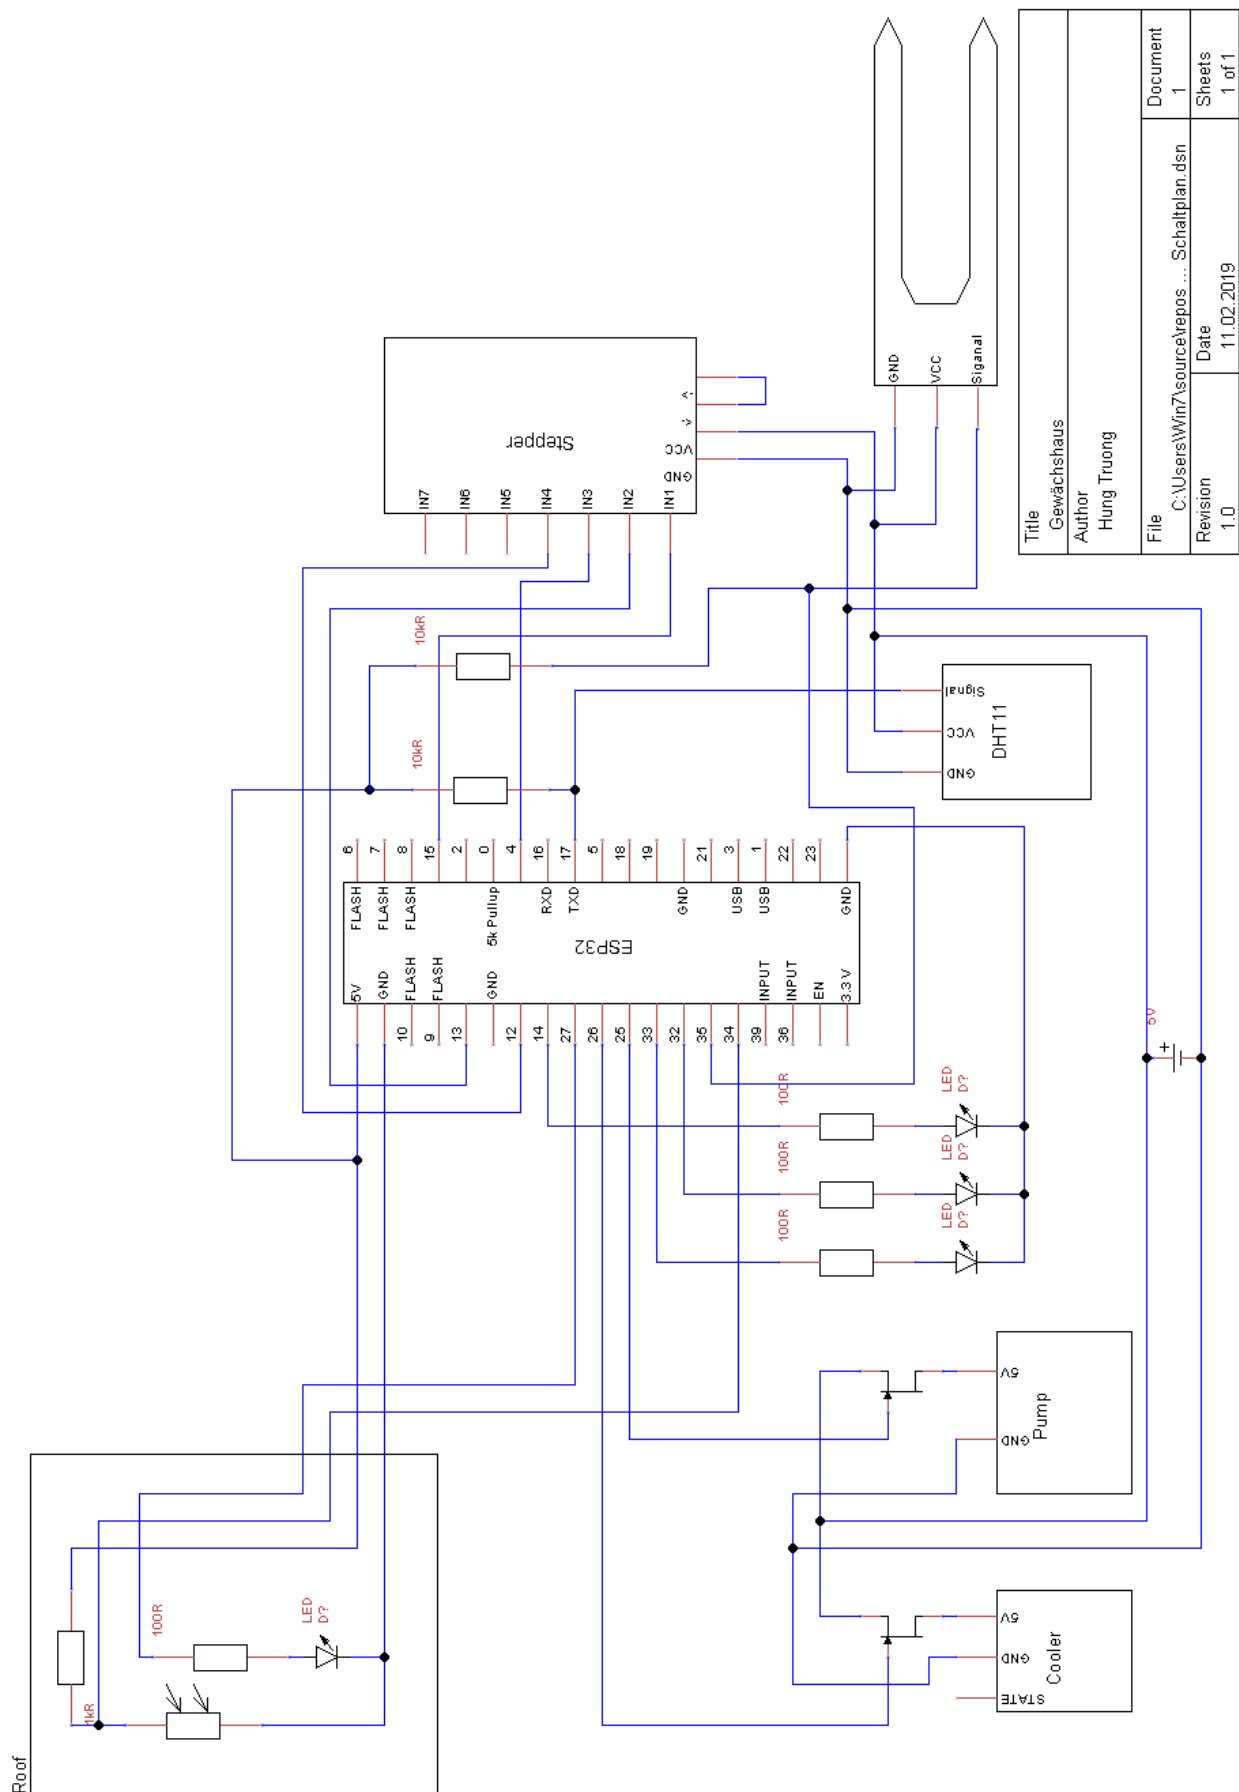 Roof
1kR
100R
LED
D?
10kR
10kR
Stepper
IN7
IN6
IN5
IN4
IN3
IN2
IN1
GND
VCC
ESP32
5V
GND
FLASH
10
FLASH
9
13
GND
12
14
27
26
25
33
32
35
34
INPUT
39
INPUT
36
EN
3.3 V
FLASH
6
FLASH
7
FLASH
8
15
2
5k Pullup
0
4
RXD
16
TXD
17
5
18
19
GND
21
USB
3
USB
1
22
23
GND
100R
LED
D?
100R
LED
D?
100R
LED
D?
GND
VCC
Siganal
DHT11
Signal
VCC
GND
5V
+
Pump
5V
GND
Cooler
5V
GND
STATE
Title
Gewächshaus
Author
Hung Truong
File
C:\Users\Win7\source\repos ... Schaltplan.dsn
Document
1
Revision
1.0
Date
11.02.2019
Sheets
1 of 1